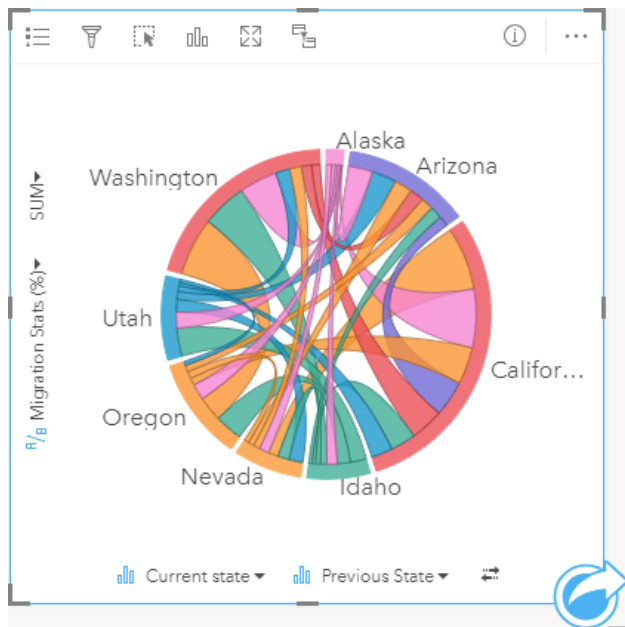 Alaska
Arizona
Washington
SUM
Utah
Migration Stats (%)
A/B
Califor...
Oregon
Nevada
Idaho
Current state
Previous State